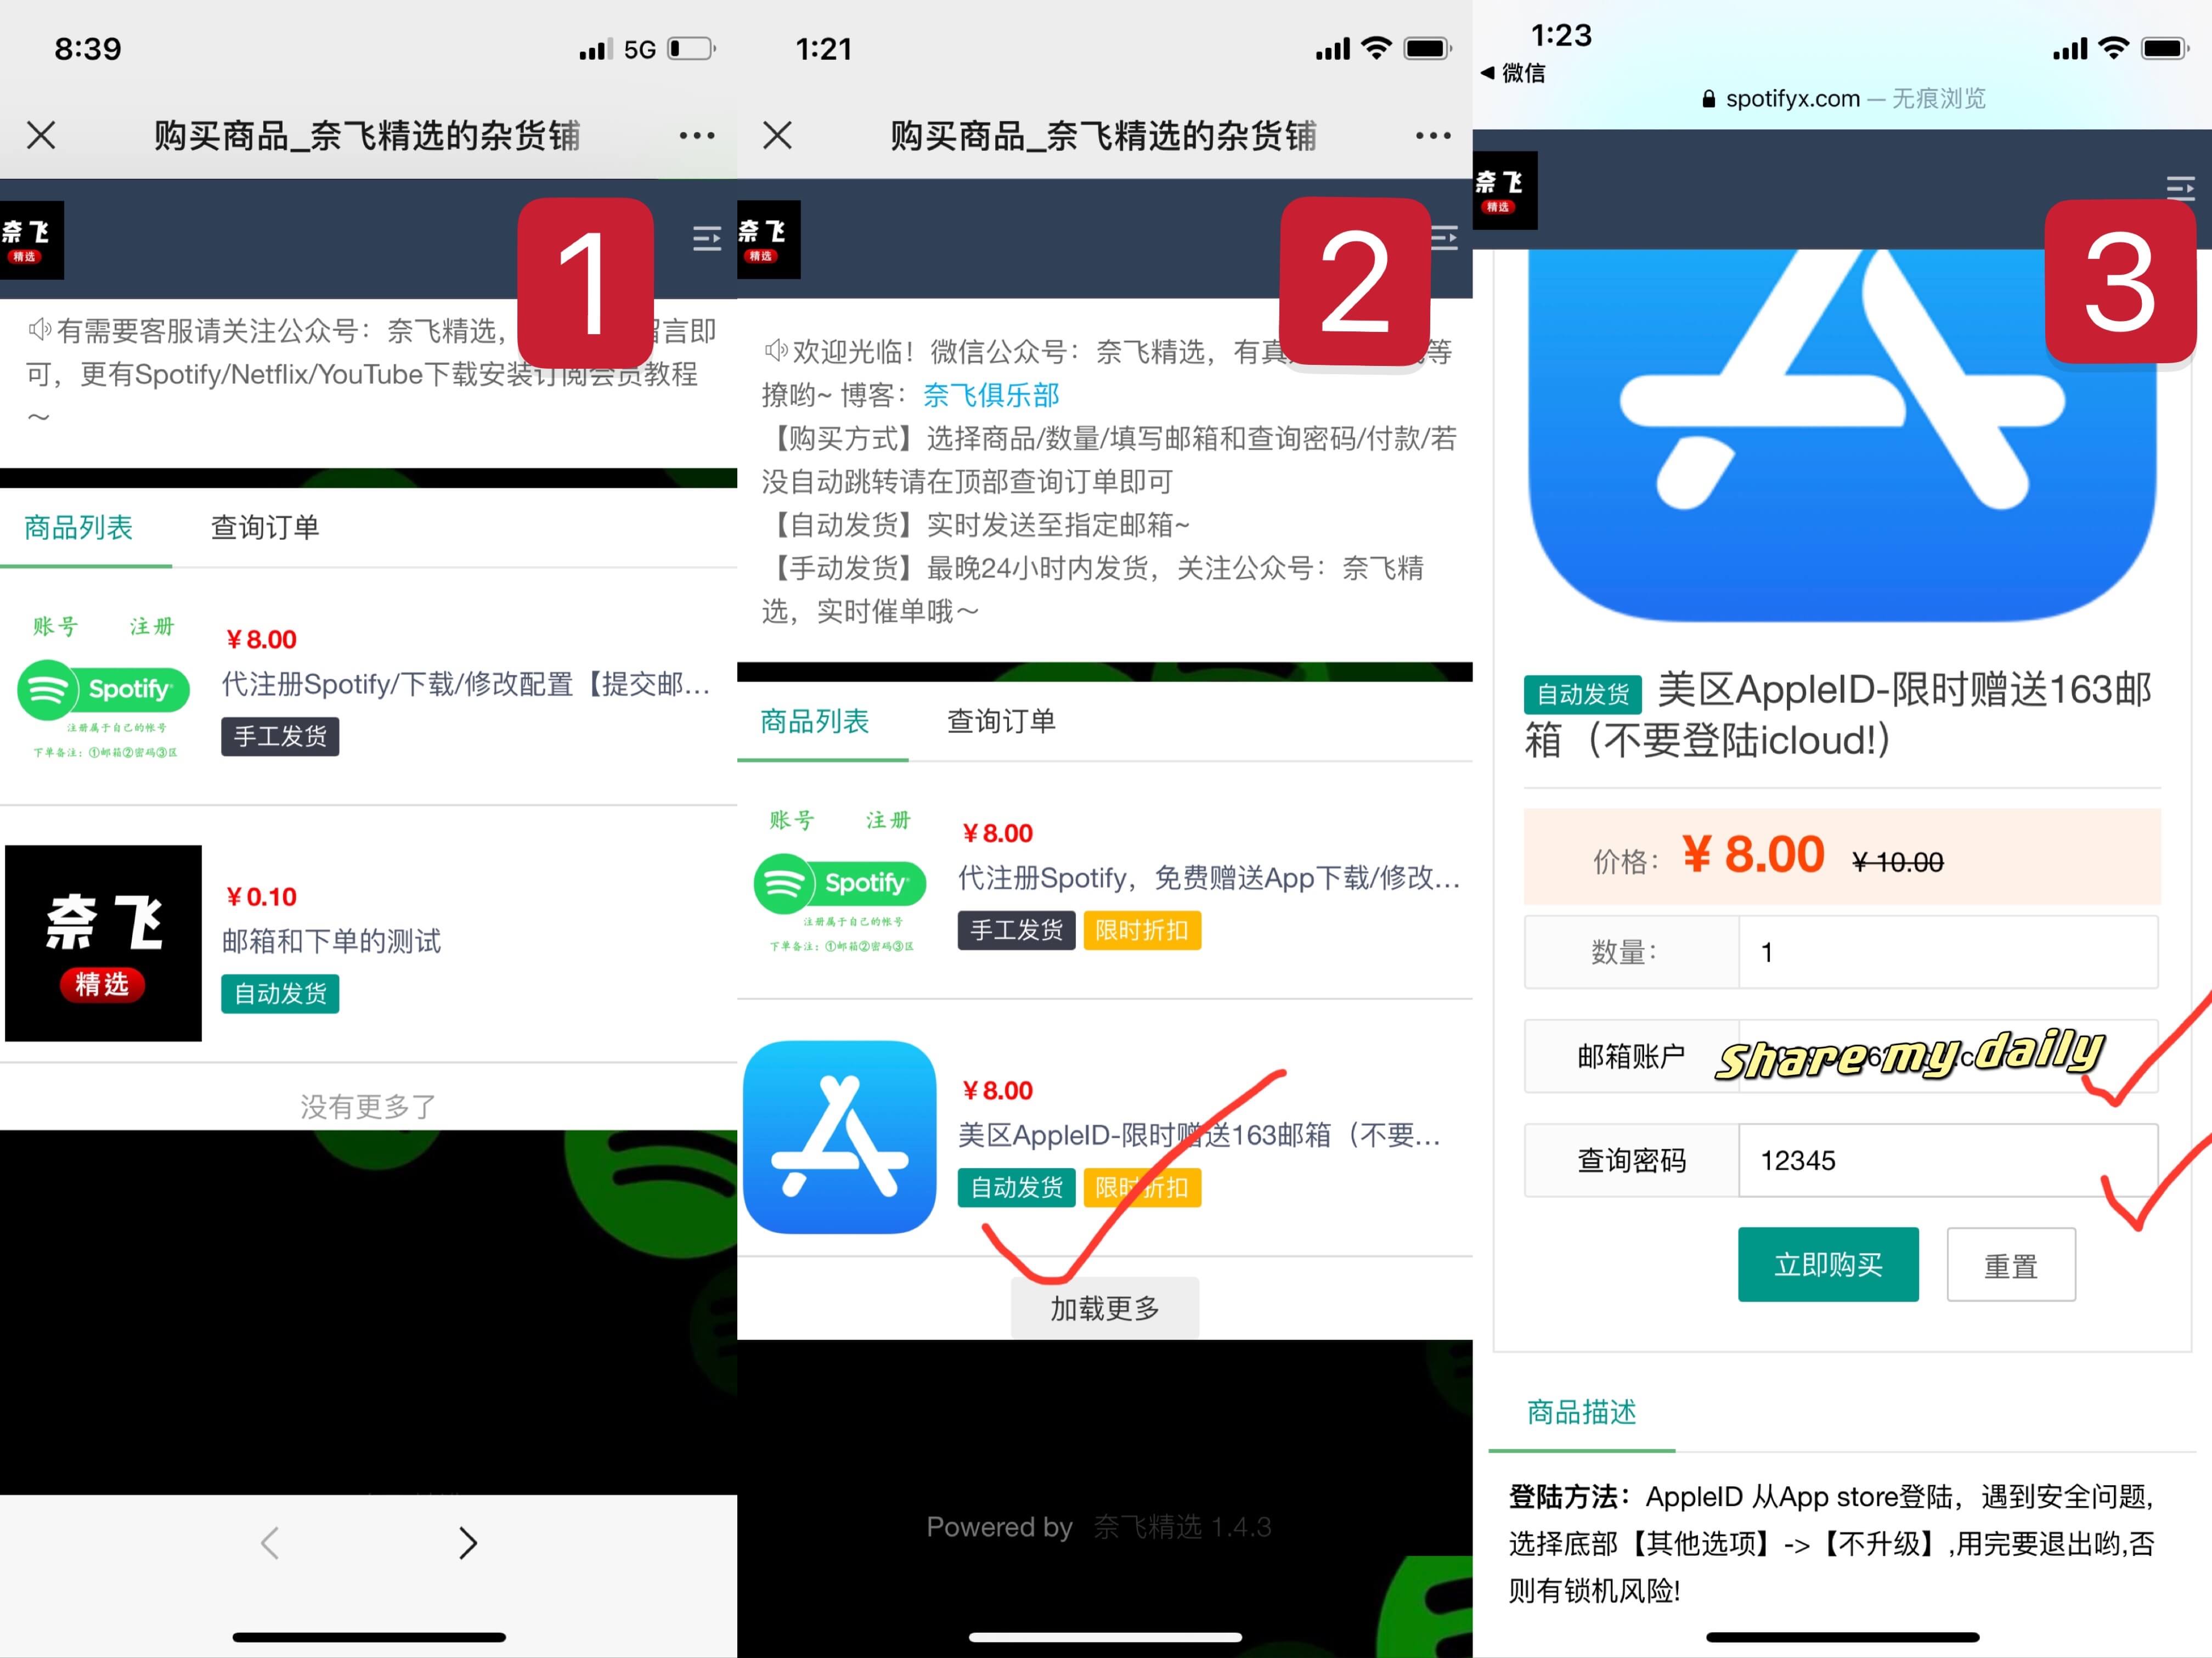 8:39
5G
购买商品_奈飞精选的杂货铺
奈飞
精选
1
有需要客服请关注公众号：奈飞精选，留言即
可，更有Spotify/Netflix/YouTube下载安装订阅会员教程
～
商品列表
查询订单
账号 注册
Spotify
注册属于自己的帐号
下单备注：①邮箱②密码③区
¥8.00
代注册Spotify/下载/修改配置【提交邮...
手工发货
奈飞
精选
¥0.10
邮箱和下单的测试
自动发货
没有更多了
1:21
购买商品_奈飞精选的杂货铺
奈飞
精选
2
欢迎光临！微信公众号：奈飞精选，有真 等
撩哟~ 博客：奈飞俱乐部
【购买方式】选择商品/数量/填写邮箱和查询密码/付款/若
没自动跳转请在顶部查询订单即可
【自动发货】实时发送至指定邮箱~
【手动发货】最晚24小时内发货，关注公众号：奈飞精
选，实时催单哦～
商品列表
查询订单
账号 注册
Spotify
注册属于自己的帐号
下单备注：①邮箱②密码③区
¥8.00
代注册Spotify，免费赠送App下载/修改...
手工发货 限时折扣
¥8.00
美区AppleID-限时赠送163邮箱（不要...
自动发货 限时折扣
加载更多
Powered by 奈飞精选 1.4.3
1:23
微信
spotifyx.com — 无痕浏览
奈飞
精选
3
自动发货 美区AppleID-限时赠送163邮
箱（不要登陆icloud!）
价格： ¥8.00 ¥10.00
数量： 1
邮箱账户
Share my daily
查询密码 12345
立即购买 重置
商品描述
登陆方法：AppleID 从App store登陆，遇到安全问题，
选择底部【其他选项】->【不升级】,用完要退出哟,否
则有锁机风险!